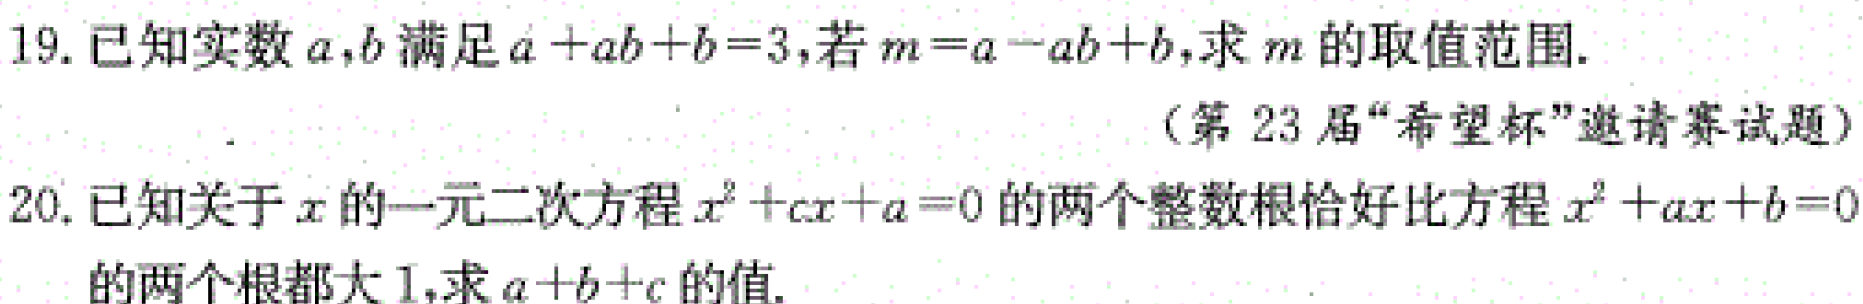 19. 已知实数 a,b 满足 a+ab+b=3,若 m=a-ab+b,求 m 的取值范围.
(第 23 届“希望杯”邀请赛试题)
20. 已知关于 x 的一元二次方程 x²+cx+a=0 的两个整数根恰好比方程 x²+ax+b=0
的两个根都大 1,求 a+b+c 的值.